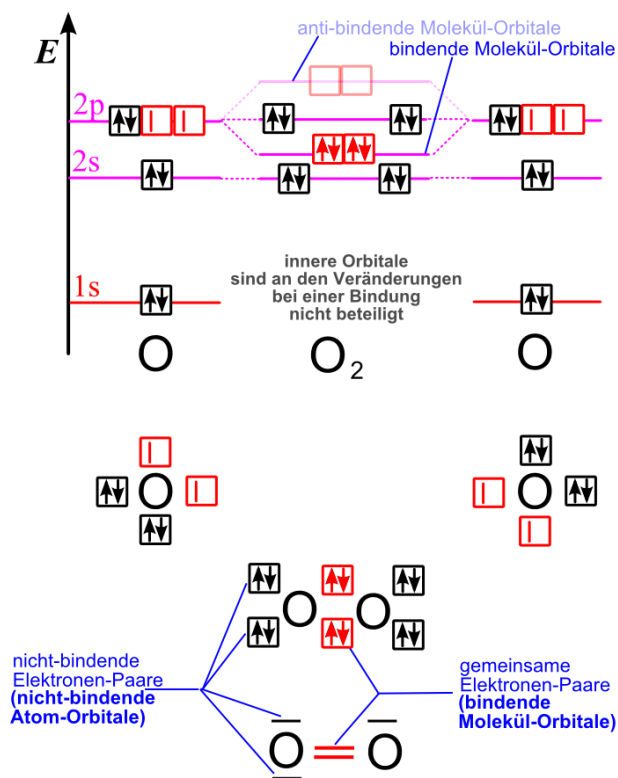 anti-bindende Molekül-Orbitale
bindende Molekül-Orbitale
E
2p
2s
1s
innere Orbitale
sind an den Veränderungen
bei einer Bindung
nicht beteiligt
O
O2
O
O
O
O O
nicht-bindende
Elektronen-Paare
(nicht-bindende
Atom-Orbitale)
gemeinsame
Elektronen-Paare
(bindende
Molekül-Orbitale)
O = O